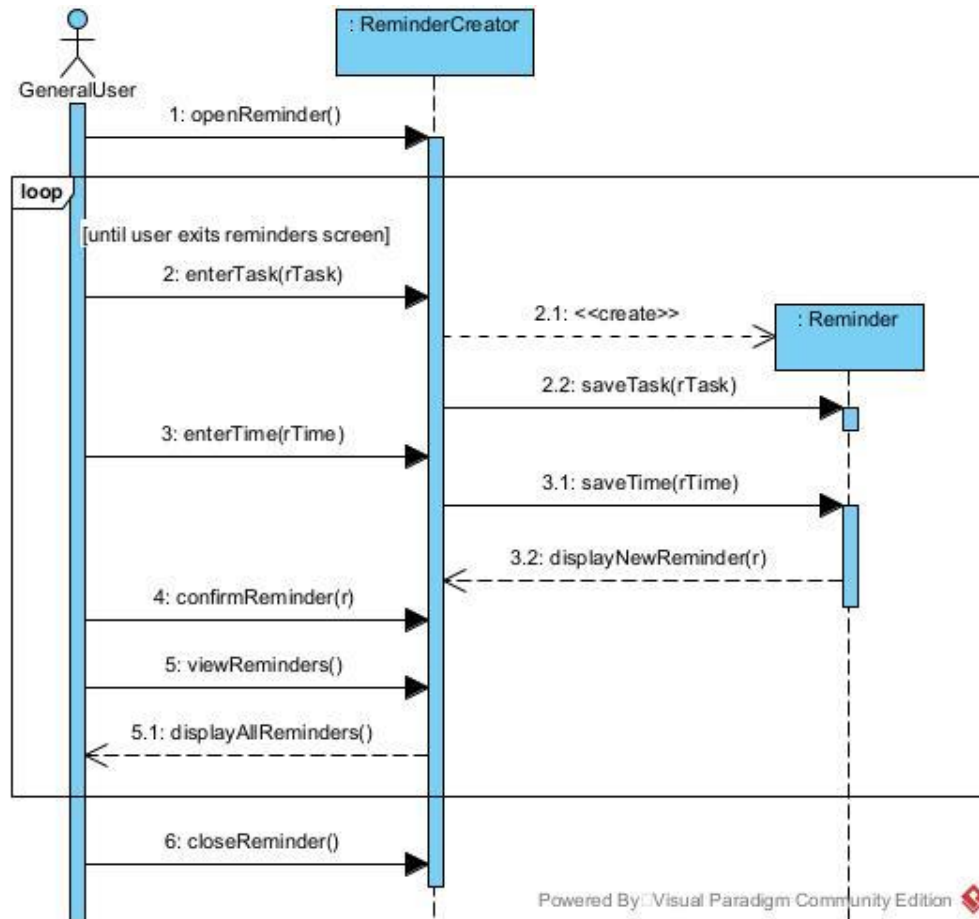 : ReminderCreator
GeneralUser
1: openReminder()
loop
[until user exits reminders screen]
2: enterTask(rTask)
2.1: <<create>>
: Reminder
2.2: saveTask(rTask)
3: enterTime(rTime)
3.1: saveTime(rTime)
3.2: displayNewReminder(r)
4: confirmReminder(r)
5: viewReminders()
5.1: displayAllReminders()
6: closeReminder()
Powered By Visual Paradigm Community Edition